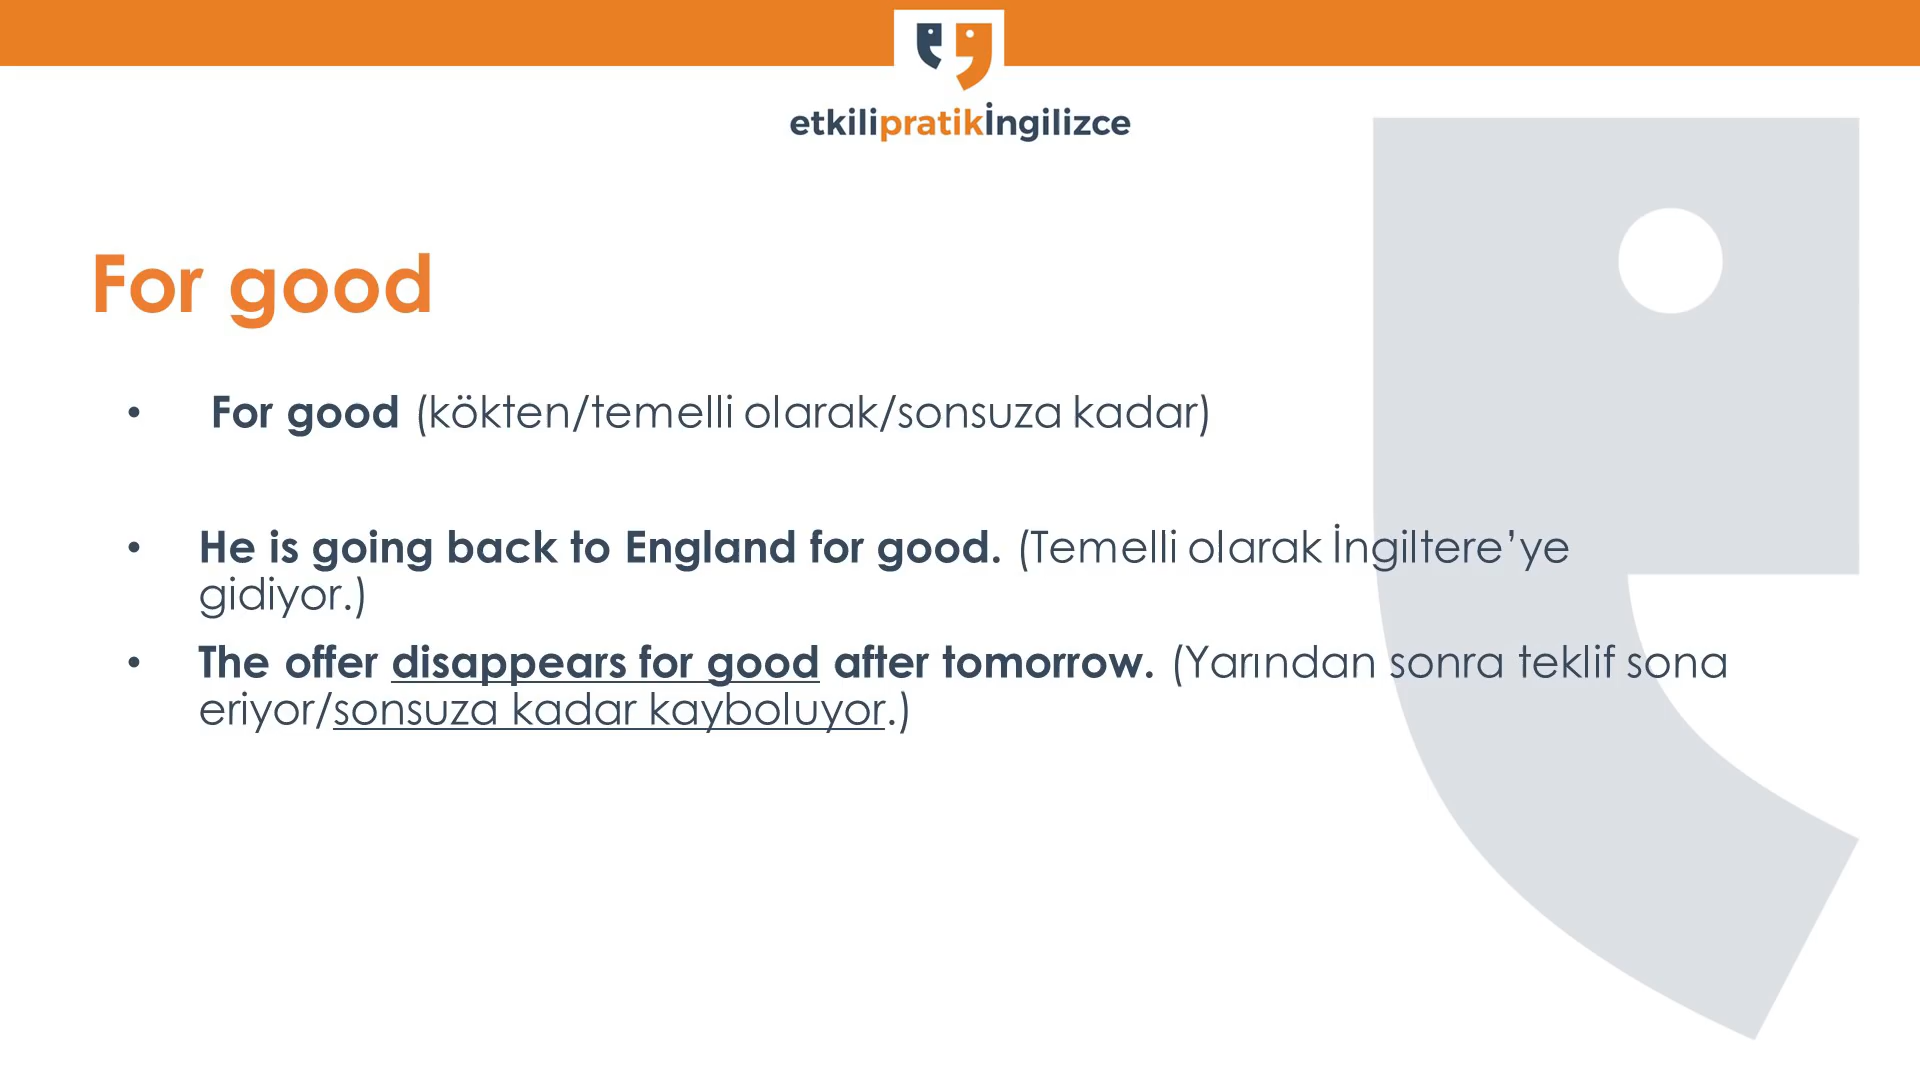 etkilipratikİngilizce
For good
• For good (kökten/temelli olarak/sonsuza kadar)
• He is going back to England for good. (Temelli olarak İngiltere’ye
gidiyor.)
• The offer disappears for good after tomorrow. (Yarından sonra teklif sona
eriyor/sonsuza kadar kayboluyor.)